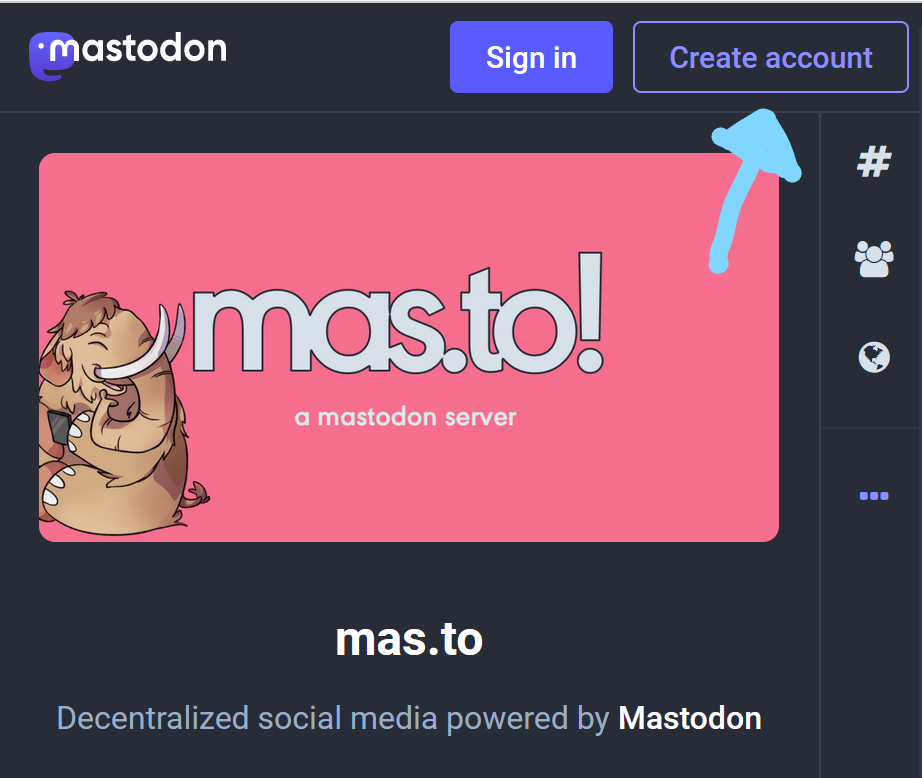 mastodon
Sign in
Create account
mas.to!
a mastodon server
mas.to
Decentralized social media powered by Mastodon